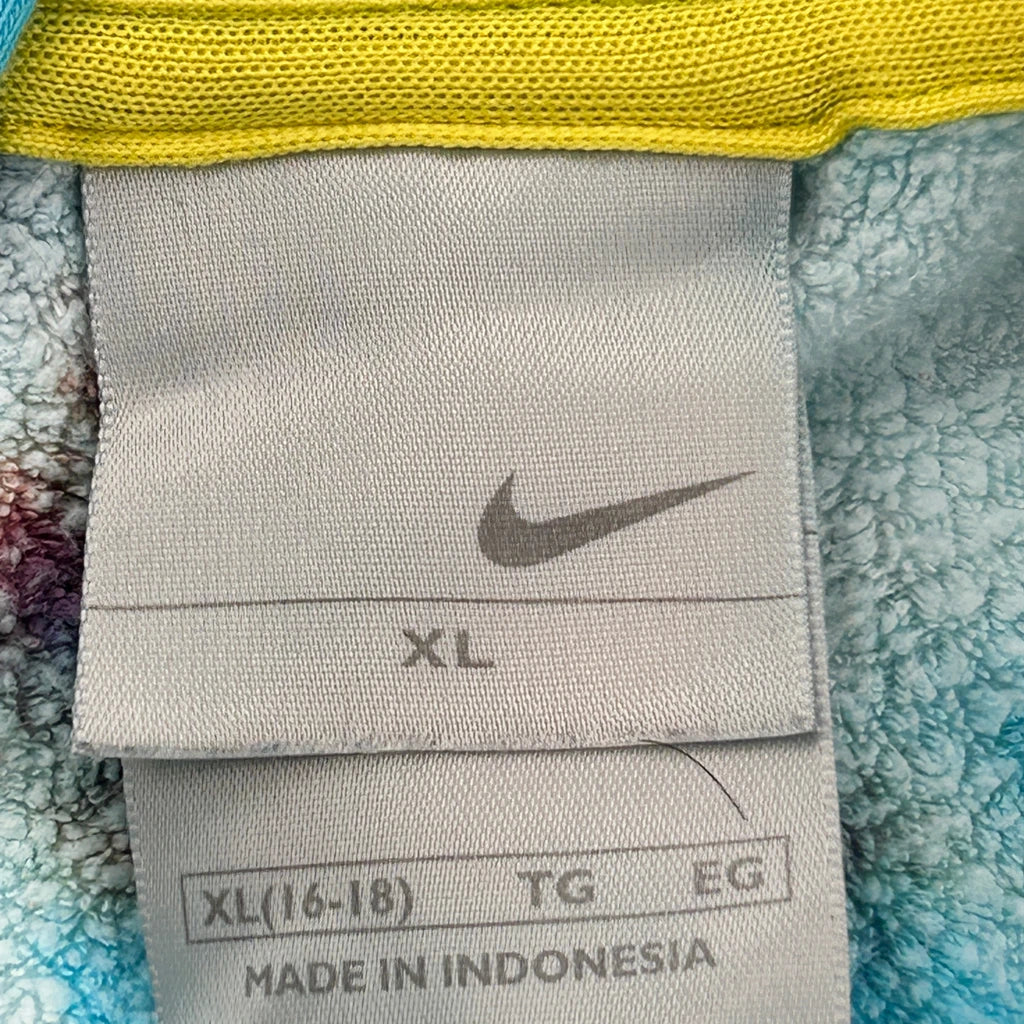 XL
XL(16-18) TG EG
MADE IN INDONESIA